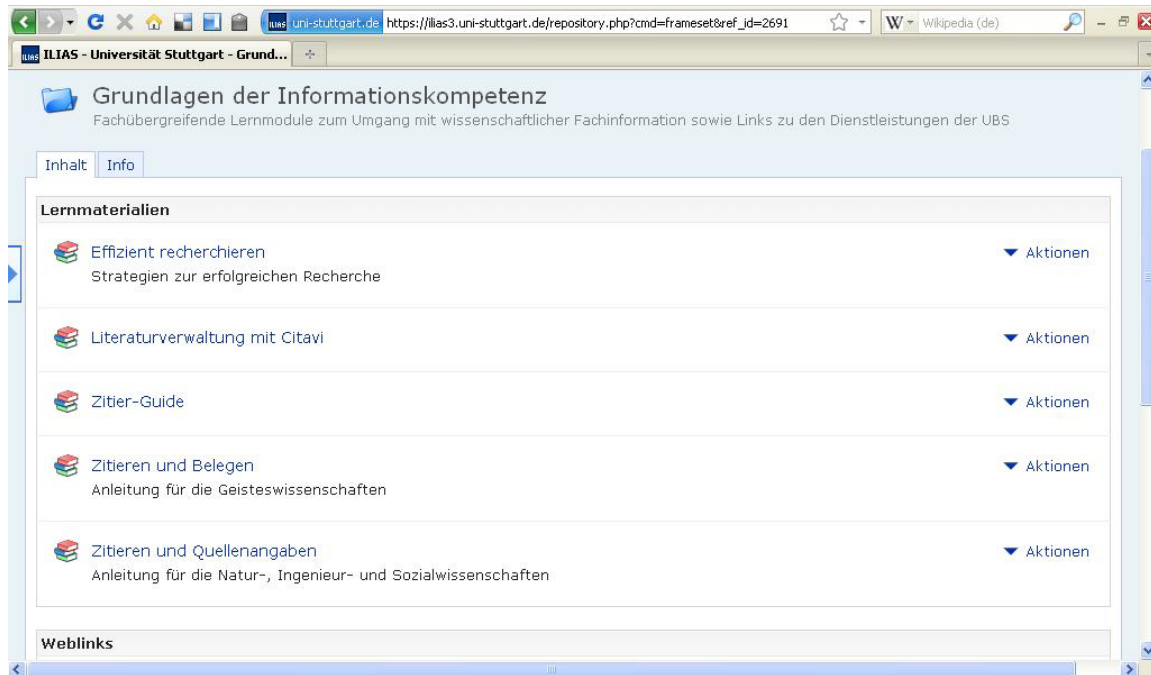 uni-stuttgart.de https://ilias3.uni-stuttgart.de/repository.php?cmd=frameset&ref_id=2691 W Wikipedia (de)
ILIAS - Universität Stuttgart - Grund...
Grundlagen der Informationskompetenz
Fachübergreifende Lernmodule zum Umgang mit wissenschaftlicher Fachinformation sowie Links zu den Dienstleistungen der UBS
Inhalt Info
Lernmaterialien
Effizient recherchieren Aktionen
Strategien zur erfolgreichen Recherche
Literaturverwaltung mit Citavi Aktionen
Zitier-Guide Aktionen
Zitieren und Belegen Aktionen
Anleitung für die Geisteswissenschaften
Zitieren und Quellenangaben Aktionen
Anleitung für die Natur-, Ingenieur- und Sozialwissenschaften
Weblinks